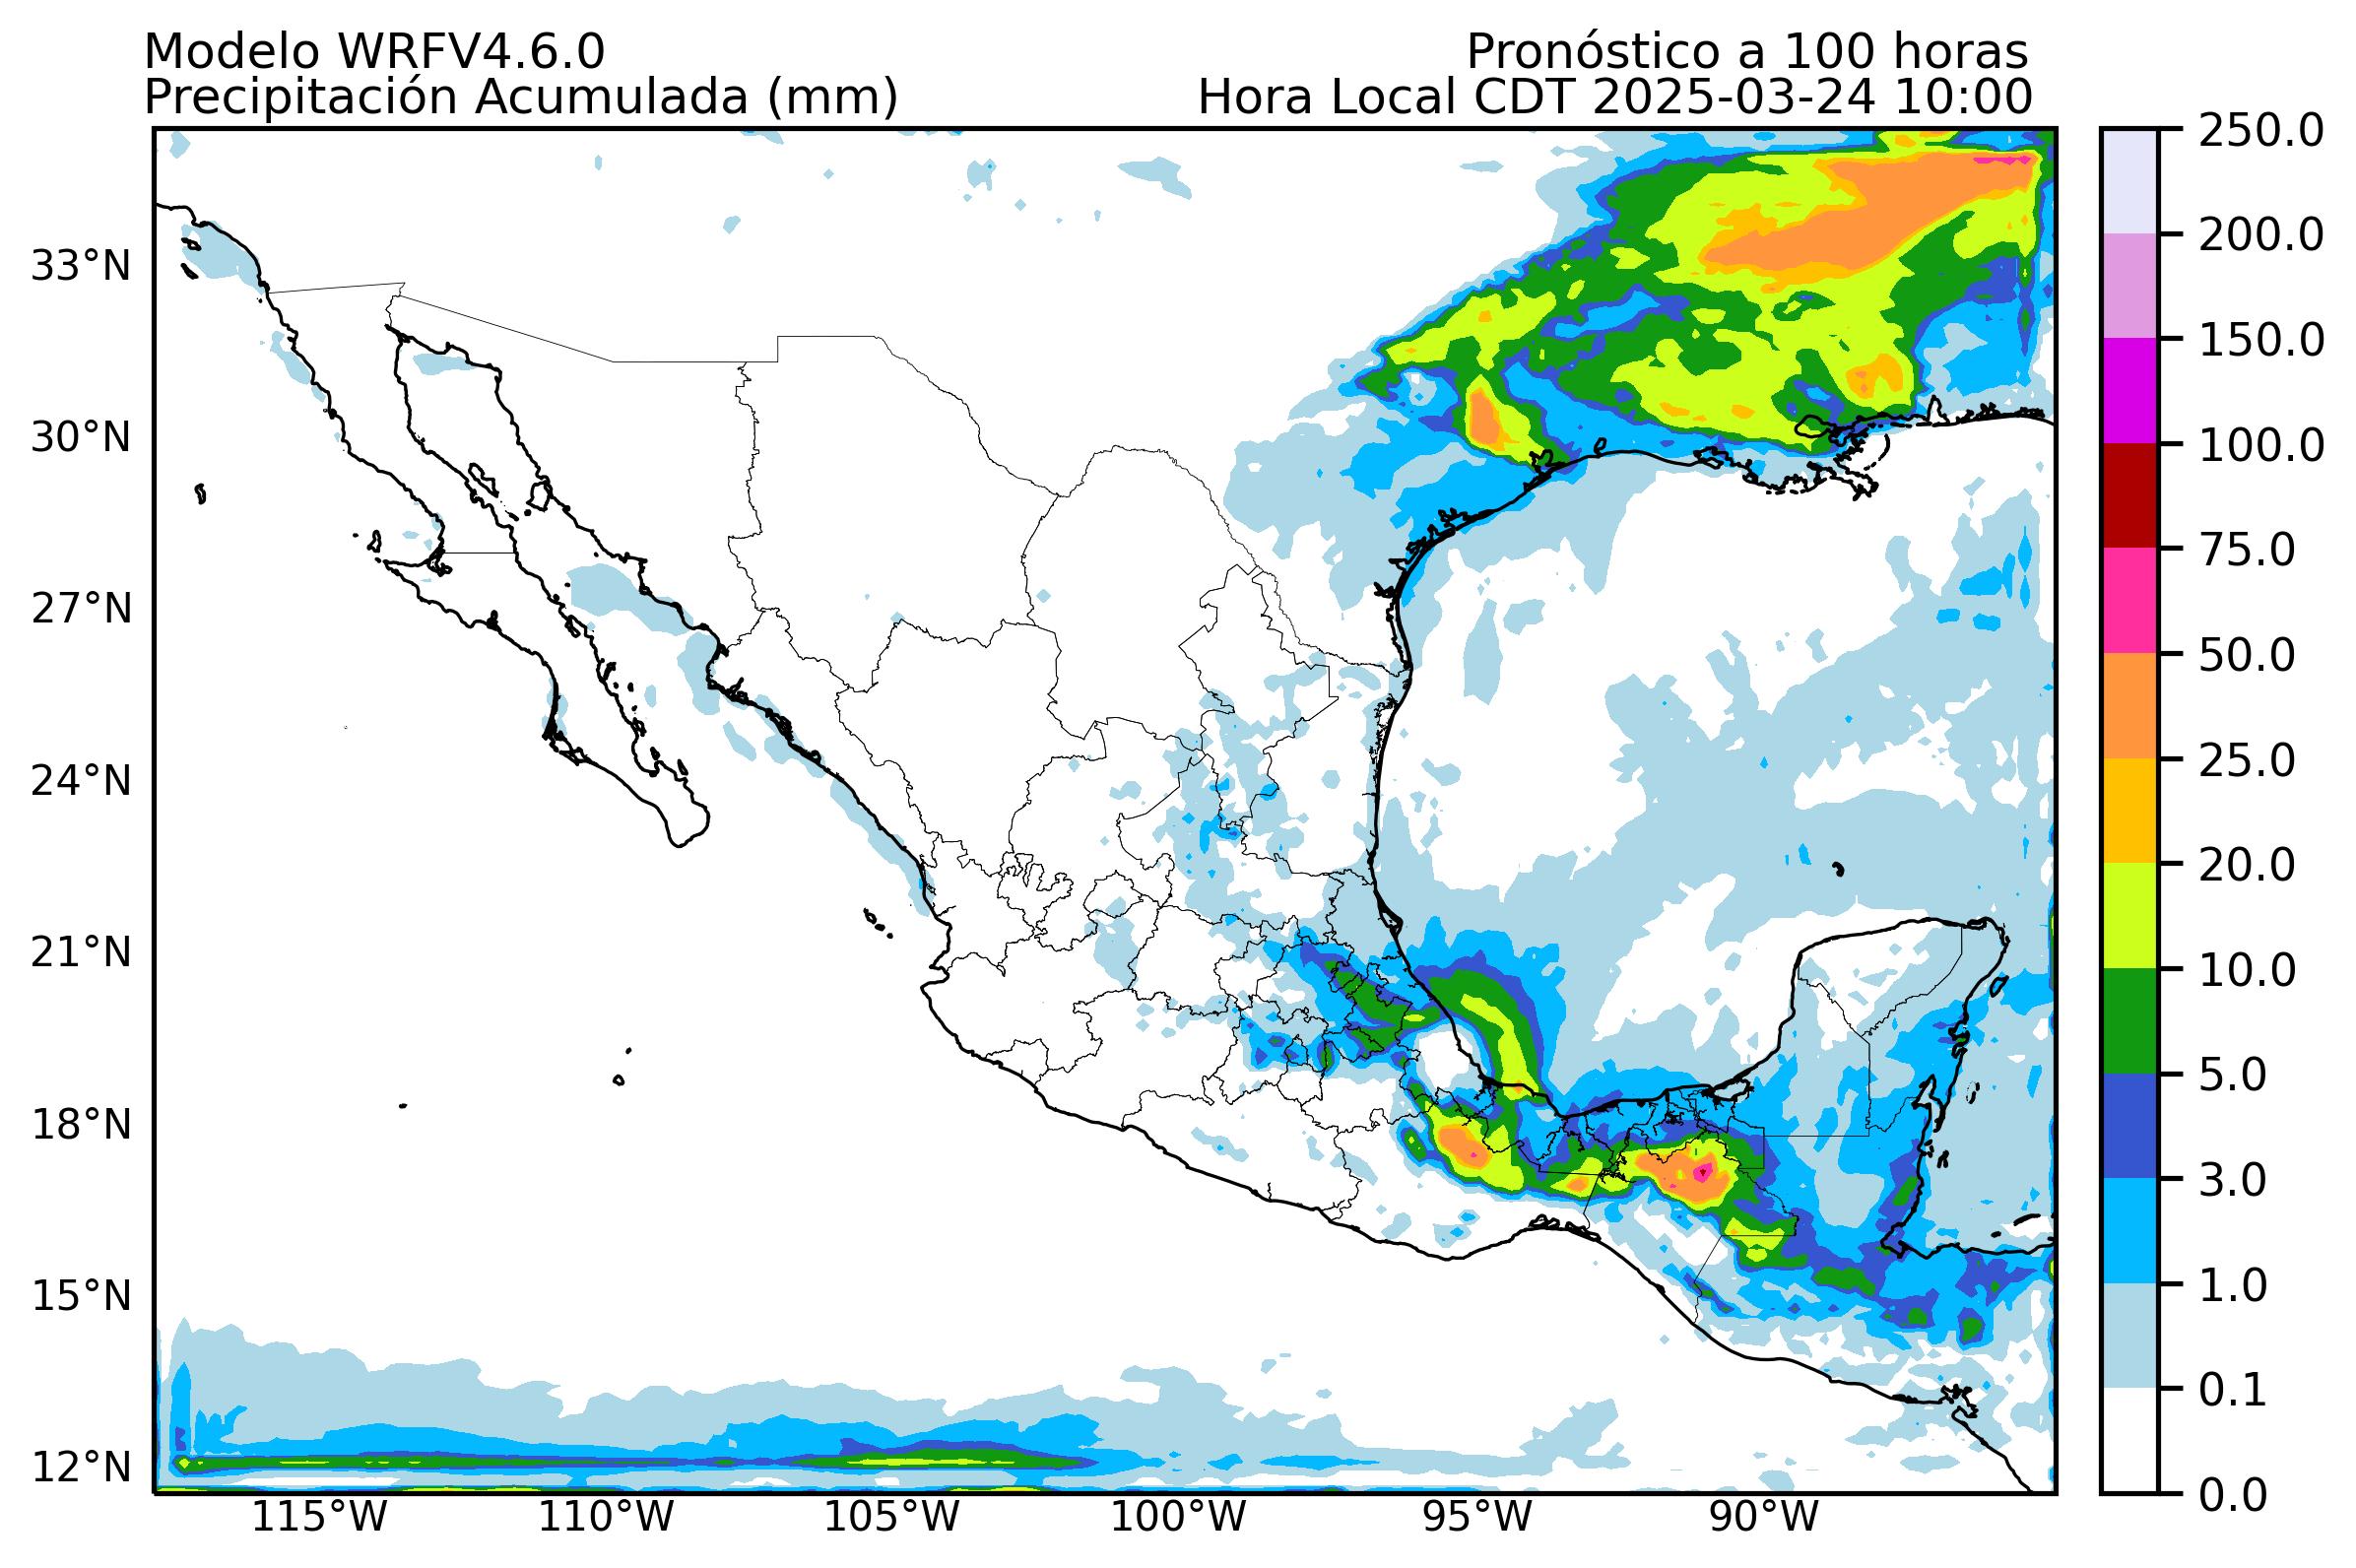 Modelo WRFV4.6.0
Pronóstico a 100 horas
Precipitación Acumulada (mm)
Hora Local CDT 2025-03-24 10:00
33°N
30°N
27°N
24°N
21°N
18°N
15°N
12°N
115°W
110°W
105°W
100°W
95°W
90°W
250.0
200.0
150.0
100.0
75.0
50.0
25.0
20.0
10.0
5.0
3.0
1.0
0.1
0.0